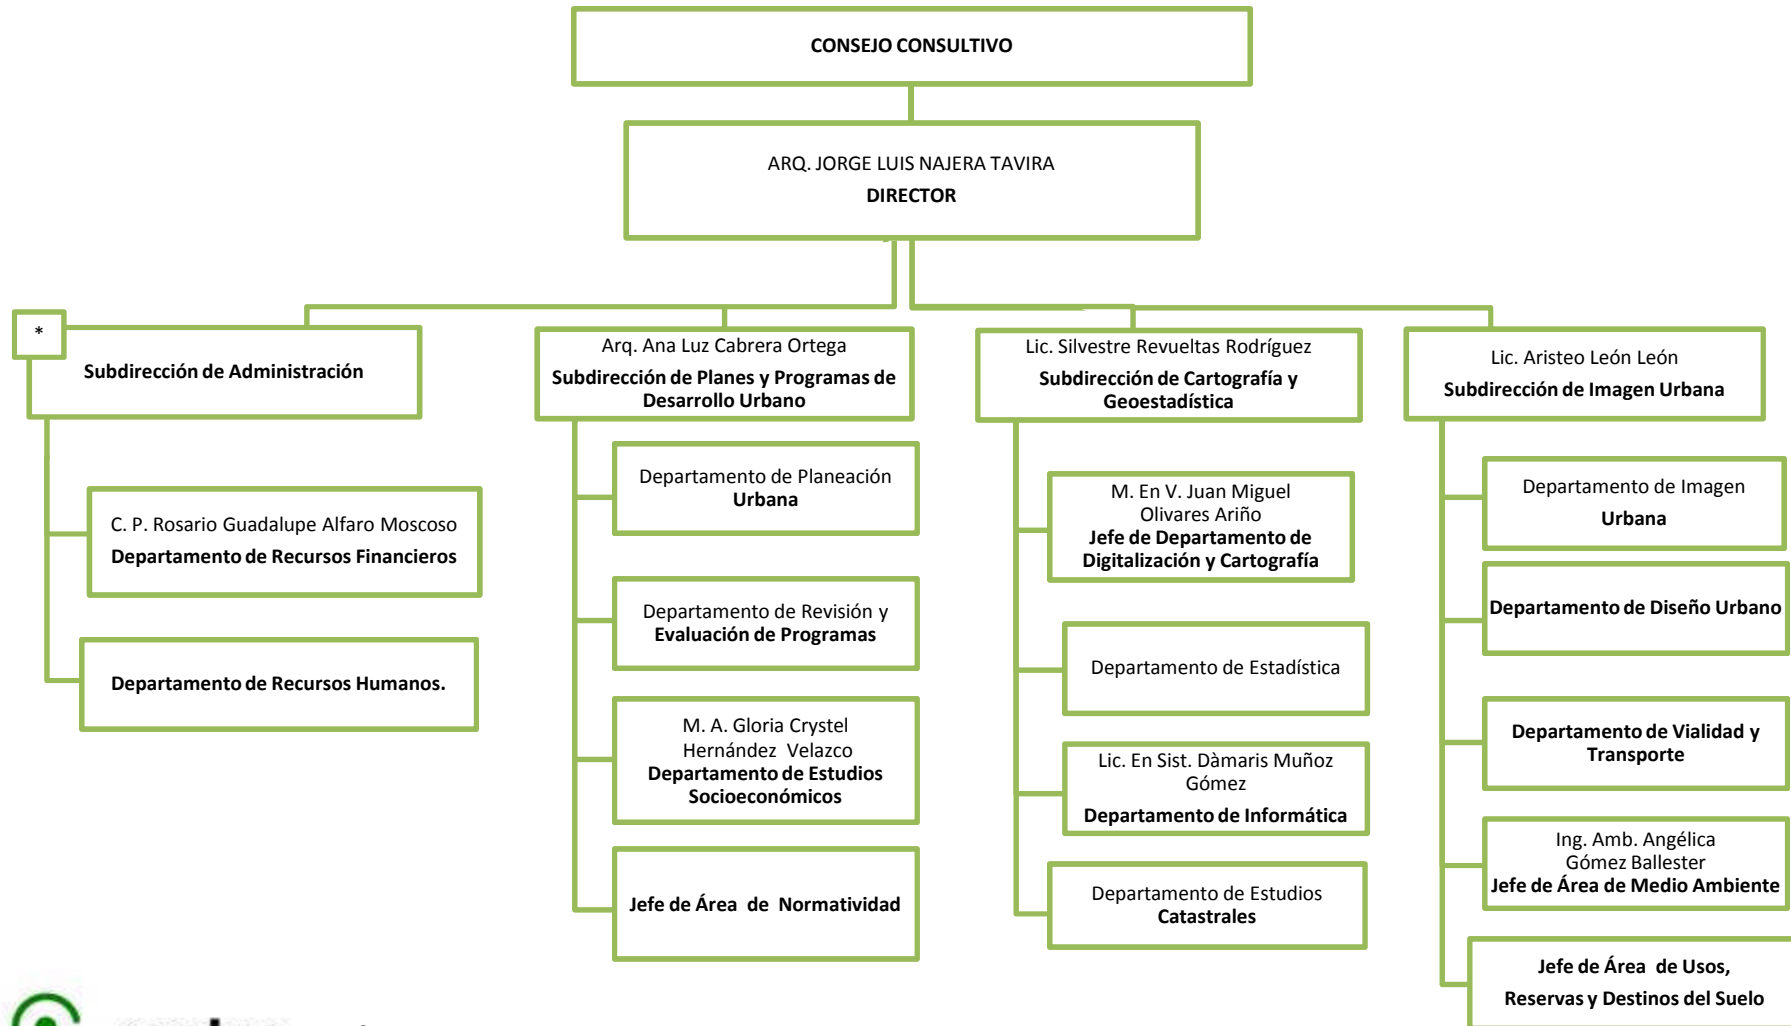 CONSEJO CONSULTIVO
ARQ. JORGE LUIS NAJERA TAVIRA
DIRECTOR
*
Subdirección de Administración
C. P. Rosario Guadalupe Alfaro Moscoso
Departamento de Recursos Financieros
Departamento de Recursos Humanos.
Arq. Ana Luz Cabrera Ortega
Subdirección de Planes y Programas de
Desarrollo Urbano
Departamento de Planeación
Urbana
Departamento de Revisión y
Evaluación de Programas
M. A. Gloria Crystel
Hernández Velazco
Departamento de Estudios
Socioeconómicos
Jefe de Área de Normatividad
Lic. Silvestre Revueltas Rodríguez
Subdirección de Cartografía y
Geoestadística
M. En V. Juan Miguel
Olivares Ariño
Jefe de Departamento de
Digitalización y Cartografía
Departamento de Estadística
Lic. En Sist. Dàmaris Muñoz
Gómez
Departamento de Informática
Departamento de Estudios
Catastrales
Lic. Aristeo León León
Subdirección de Imagen Urbana
Departamento de Imagen
Urbana
Departamento de Diseño Urbano
Departamento de Vialidad y
Transporte
Ing. Amb. Angélica
Gómez Ballester
Jefe de Área de Medio Ambiente
Jefe de Área de Usos,
Reservas y Destinos del Suelo